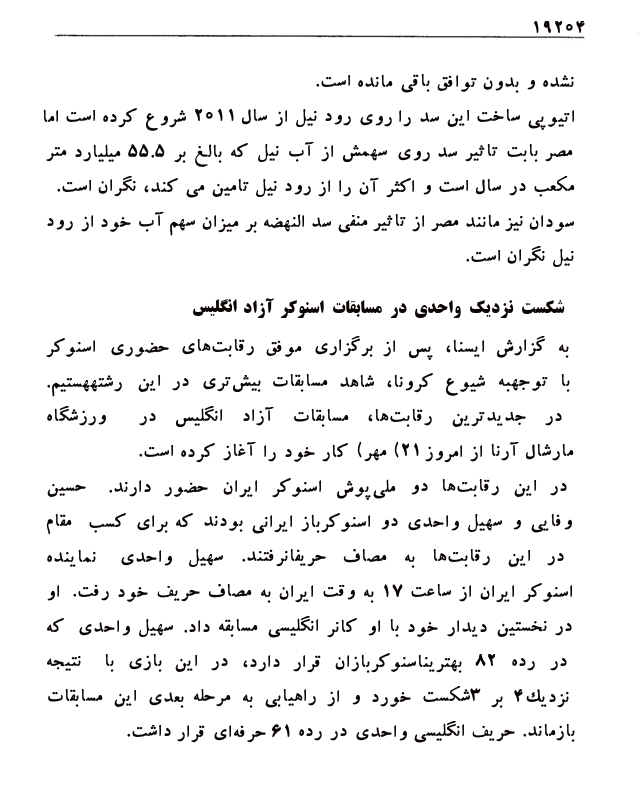 ۱۹۲۰۴
نشده و بدون توافق باقی مانده است.
اتیوپی ساخت این سد را روی رود نیل از سال ۲۰۱۱ شروع کرده است اما
مصر بابت تاثیر سد روی سهمش از آب نیل که بالغ بر ۵۵.۵ میلیارد متر
مکعب در سال است و اکثر آن را از رود نیل تامین می کند، نگران است.
سودان نیز مانند مصر از تاثیر منفی سد النهضه بر میزان سهم آب خود از رود
نیل نگران است.
شکست نزدیک واحدی در مسابقات اسنوکر آزاد انگلیس
به گزارش ایسنا، پس از برگزاری موفق رقابت‌های حضوری اسنوکر
با توجهبه شیوع کرونا، شاهد مسابقات بیش‌تری در این رشتههستیم.
در جدیدترین رقابت‌ها، مسابقات آزاد انگلیس در ورزشگاه
مارشال آرنا از امروز ۲۱) مهر) کار خود را آغاز کرده است.
در این رقابت‌ها دو ملی‌پوش اسنوکر ایران حضور دارند. حسین
وفایی و سهیل واحدی دو اسنوکرباز ایرانی بودند که برای کسب مقام
در این رقابت‌ها به مصاف حریفانرفتند. سهیل واحدی نماینده
اسنوکر ایران از ساعت ۱۷ به وقت ایران به مصاف حریف خود رفت. او
در نخستین دیدار خود با او کانر انگلیسی مسابقه داد. سهیل واحدی که
در رده ۸۲ بهتریناسنوکربازان قرار دارد، در این بازی با نتیجه
نزدیك۴ بر ۳شکست خورد و از راهیابی به مرحله بعدی این مسابقات
بازماند. حریف انگلیسی واحدی در رده ۶۱ حرفه‌ای قرار داشت.